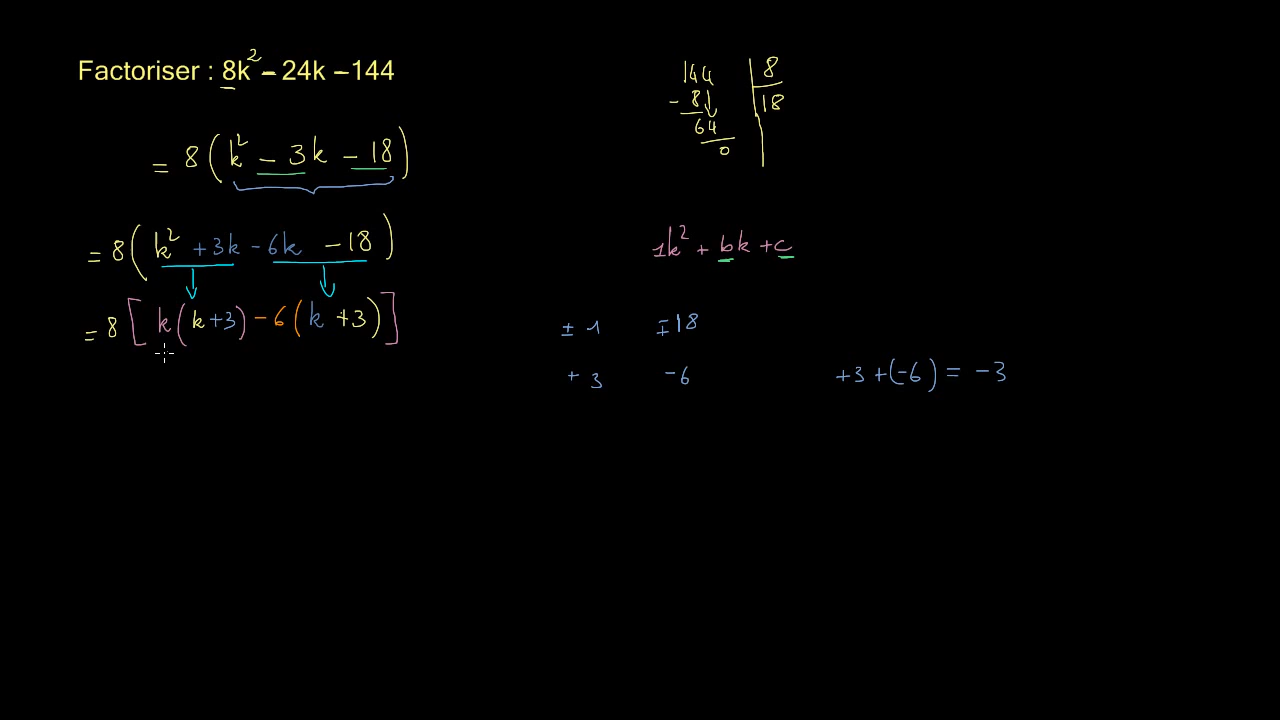 Factoriser : 8k² – 24k – 144
= 8(k² – 3k – 18)
= 8(k² + 3k – 6k – 18)
= 8[k(k + 3) – 6(k + 3)]
144 | 8
– 8 | 18
64
0
1k² + bk + c
± 1 ∓ 18
+ 3 – 6 +3 + (–6) = –3